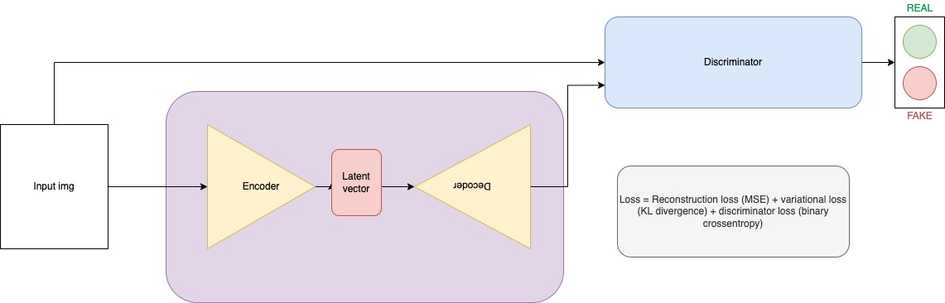 REAL
Discriminator
FAKE
Input img
Encoder
Latent
vector
Decoder
Loss = Reconstruction loss (MSE) + variational loss
(KL divergence) + discriminator loss (binary
crossentropy)